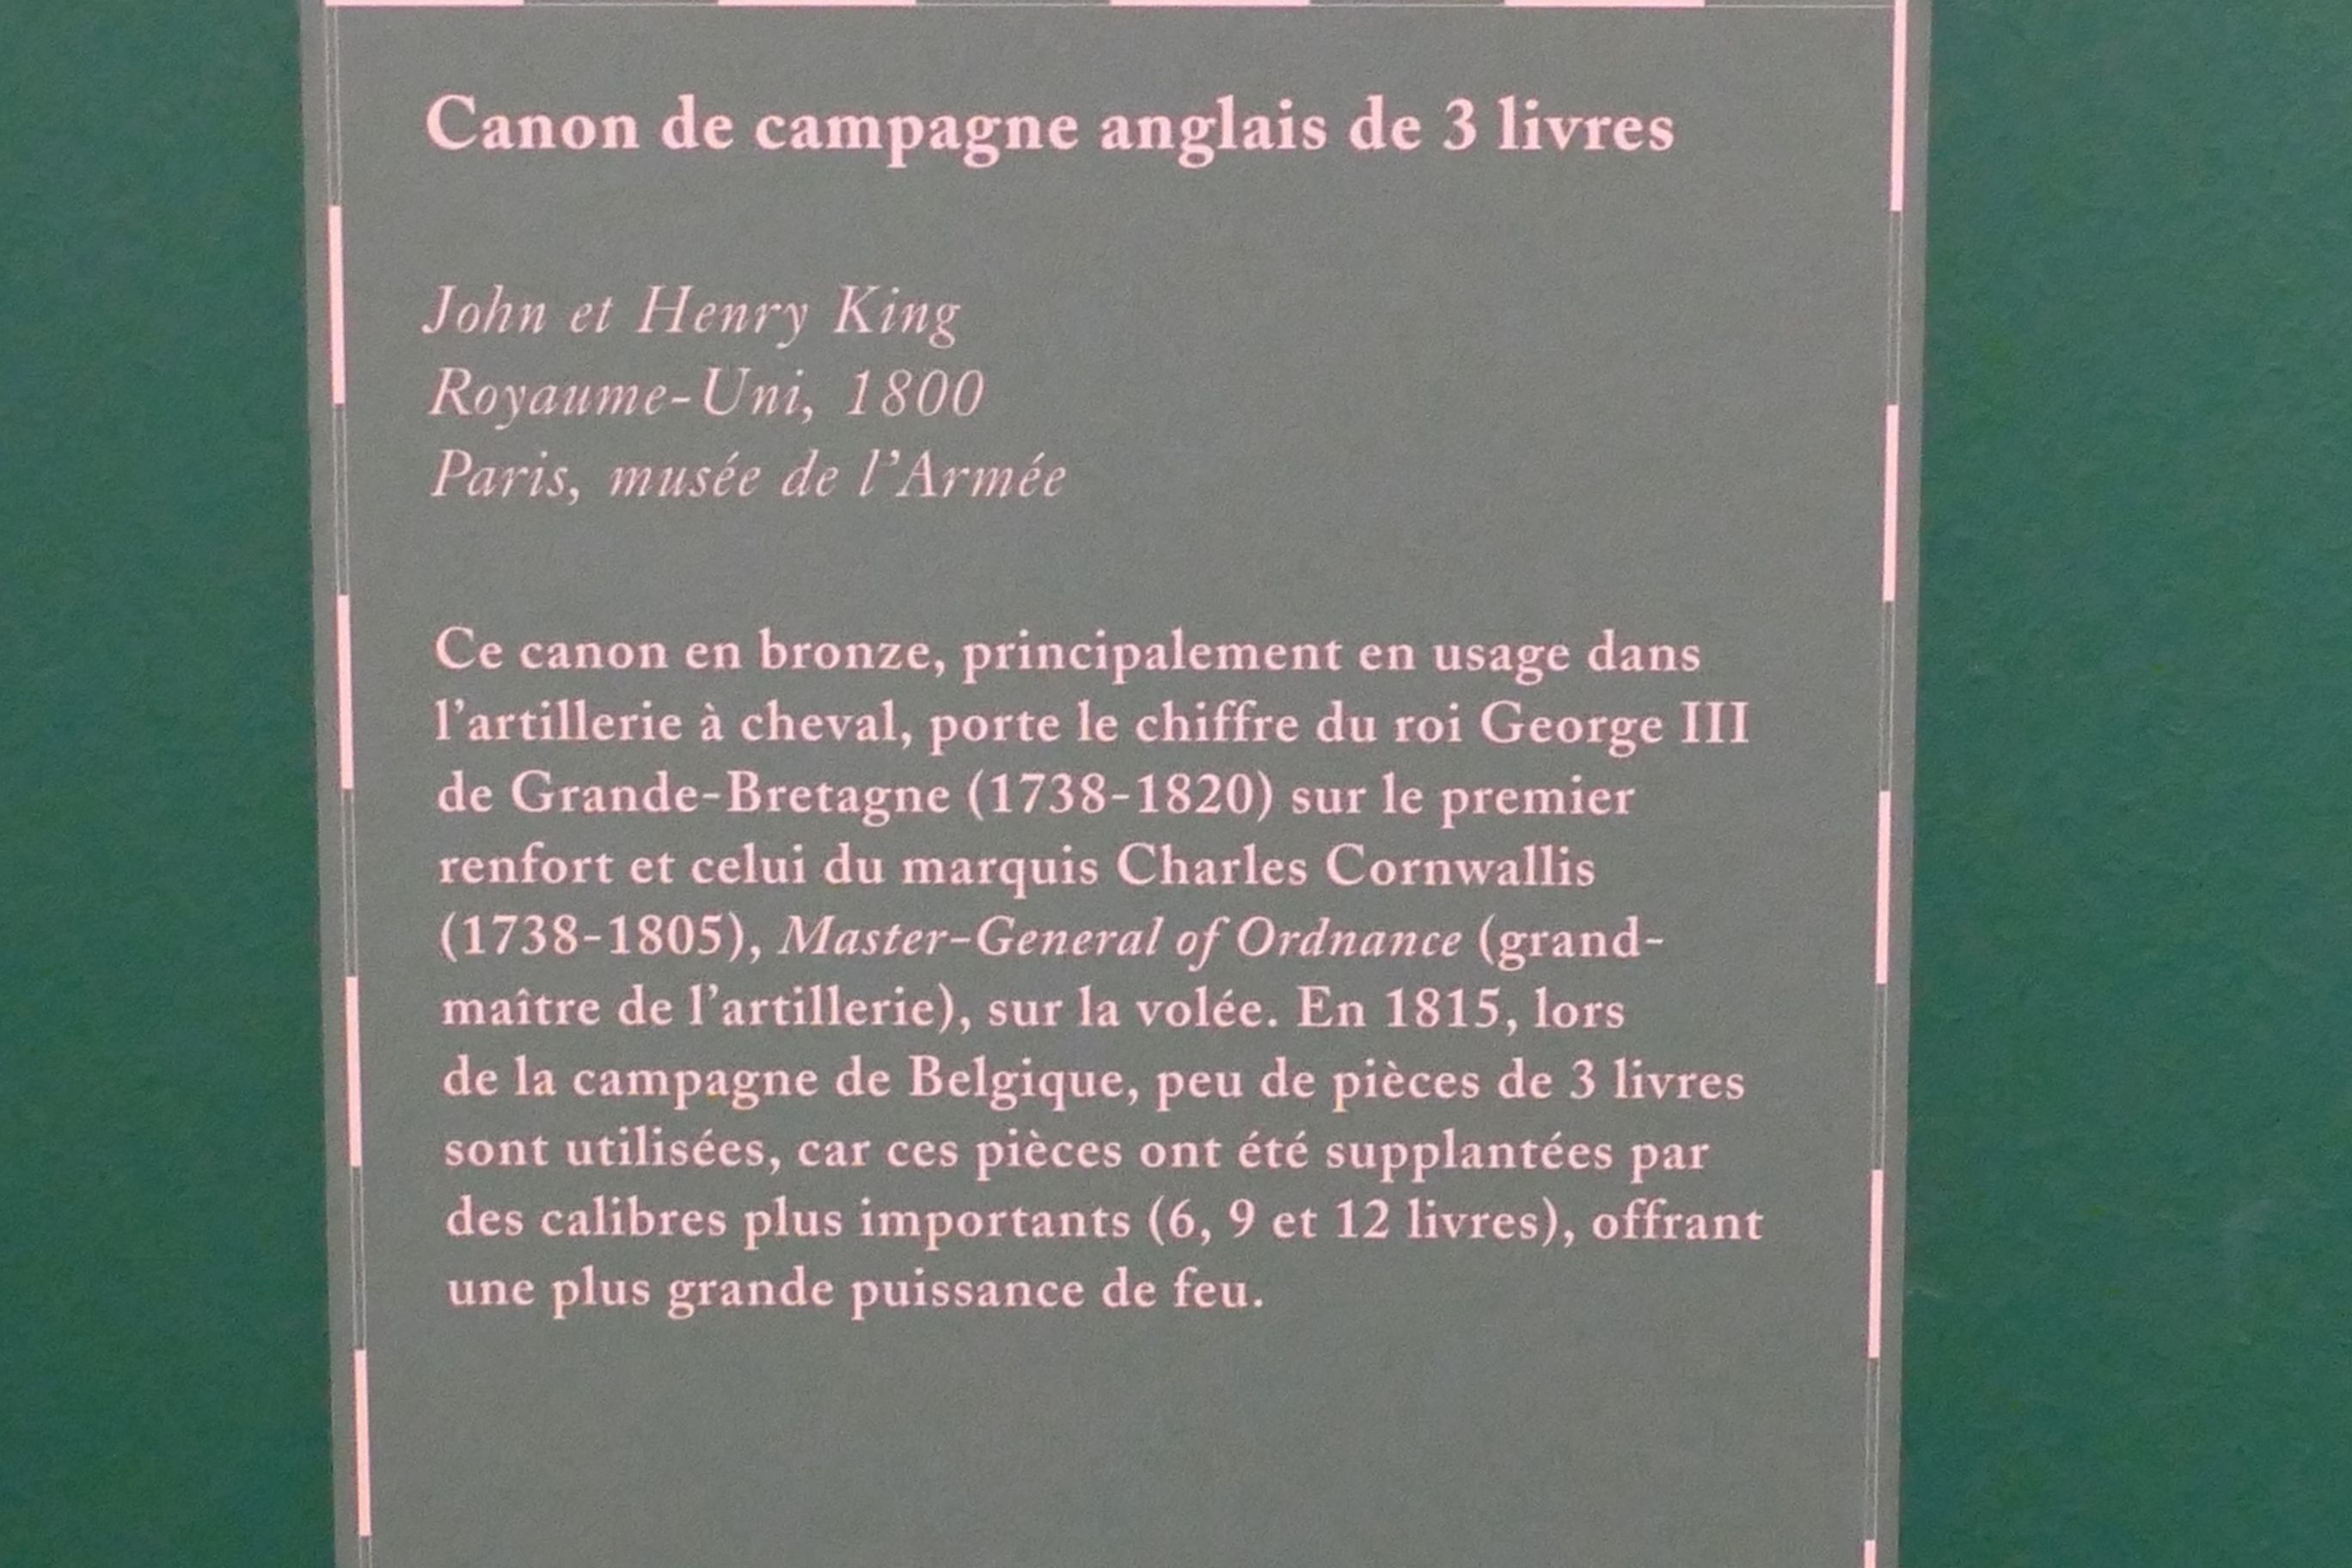 Canon de campagne anglais de 3 livres
John et Henry King
Royaume-Uni, 1800
Paris, musée de l'Armée
Ce canon en bronze, principalement en usage dans
l'artillerie à cheval, porte le chiffre du roi George III
de Grande-Bretagne (1738-1820) sur le premier
renfort et celui du marquis Charles Cornwallis
(1738-1805), Master-General of Ordnance (grand-
maître de l'artillerie), sur la volée. En 1815, lors
de la campagne de Belgique, peu de pièces de 3 livres
sont utilisées, car ces pièces ont été supplantées par
des calibres plus importants (6, 9 et 12 livres), offrant
une plus grande puissance de feu.